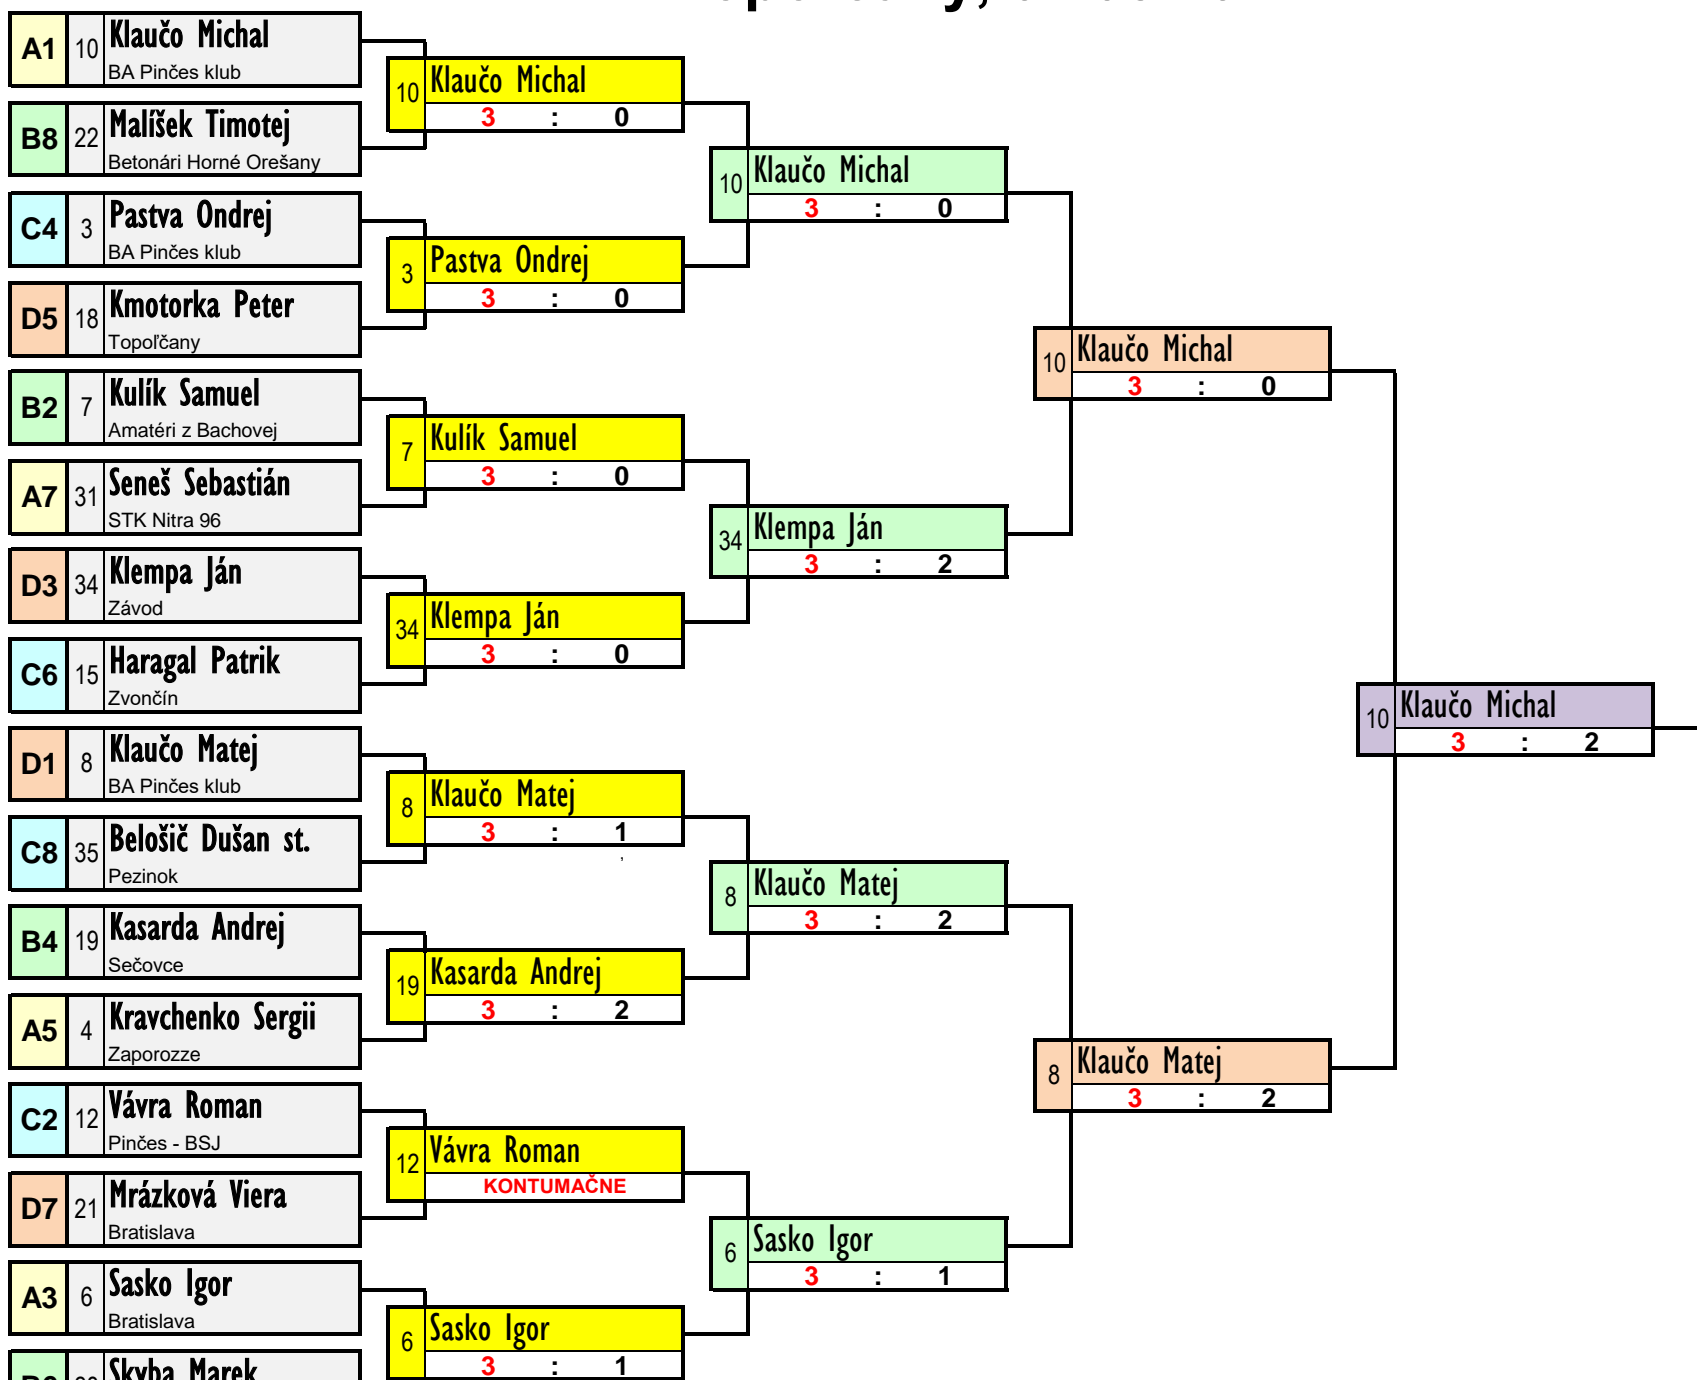 A1 10 Klaučo Michal
BA Pinčes klub
B8 22 Malíšek Timotej
Betonári Horné Orešany
C4 3 Pastva Ondrej
BA Pinčes klub
D5 18 Kmotorka Peter
Topoľčany
B2 7 Kulík Samuel
Amatéri z Bachovej
A7 31 Seneš Sebastián
STK Nitra 96
D3 34 Klempa Ján
Závod
C6 15 Haragal Patrik
Zvončín
D1 8 Klaučo Matej
BA Pinčes klub
C8 35 Belošič Dušan st.
Pezinok
B4 19 Kasarda Andrej
Sečovce
A5 4 Kravchenko Sergii
Zaporozze
C2 12 Vávra Roman
Pinčes - BSJ
D7 21 Mrázková Viera
Bratislava
A3 6 Sasko Igor
Bratislava
Skyba Marek
10 Klaučo Michal
3 : 0
3 Pastva Ondrej
3 : 0
7 Kulík Samuel
3 : 0
34 Klempa Ján
3 : 0
8 Klaučo Matej
3 : 1
,
19 Kasarda Andrej
3 : 2
12 Vávra Roman
KONTUMAČNE
6 Sasko Igor
3 : 1
10 Klaučo Michal
3 : 0
34 Klempa Ján
3 : 2
8 Klaučo Matej
3 : 2
6 Sasko Igor
3 : 1
10 Klaučo Michal
3 : 0
8 Klaučo Matej
3 : 2
10 Klaučo Michal
3 : 2